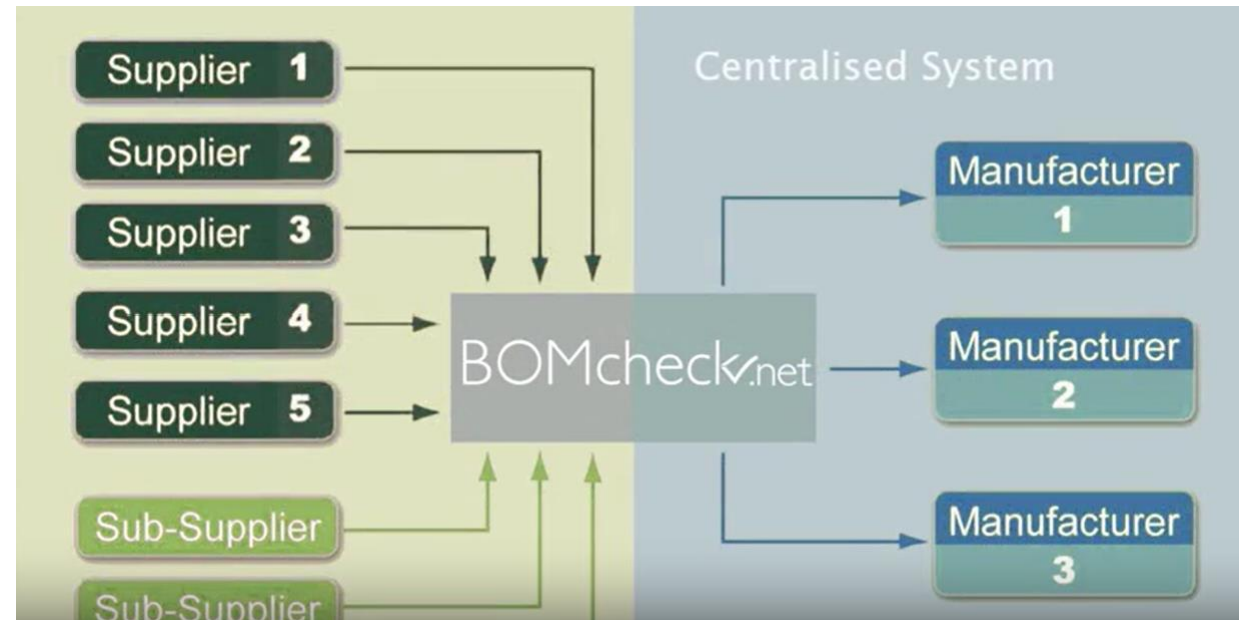 Supplier 1
Centralised System
Supplier 2
Manufacturer
1
Supplier 3
Supplier 4
Manufacturer
2
BOMcheck.net
Supplier 5
Sub-Supplier
Manufacturer
3
Sub-Supplier